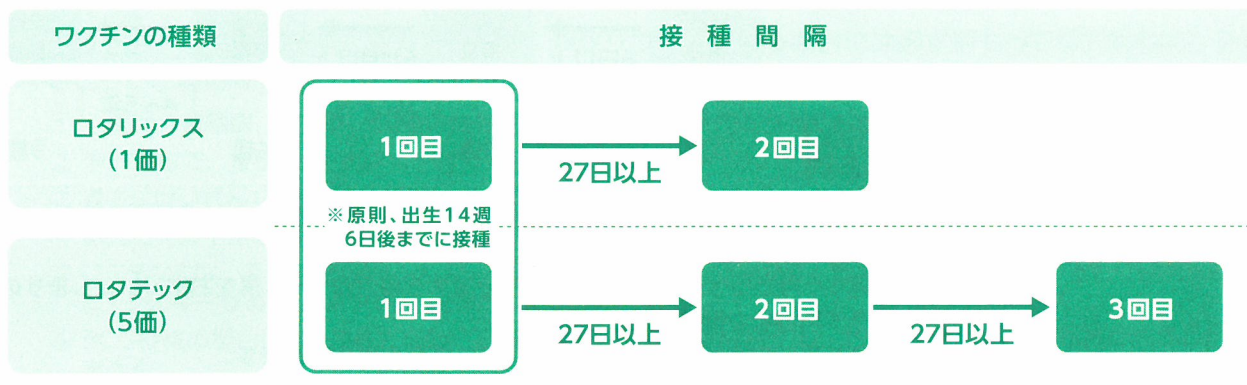 ワクチンの種類
接種間隔
ロタリックス
(1価)
1回目
27日以上
2回目
※原則、出生14週
6日後までに接種
ロタテック
(5価)
1回目
27日以上
2回目
27日以上
3回目